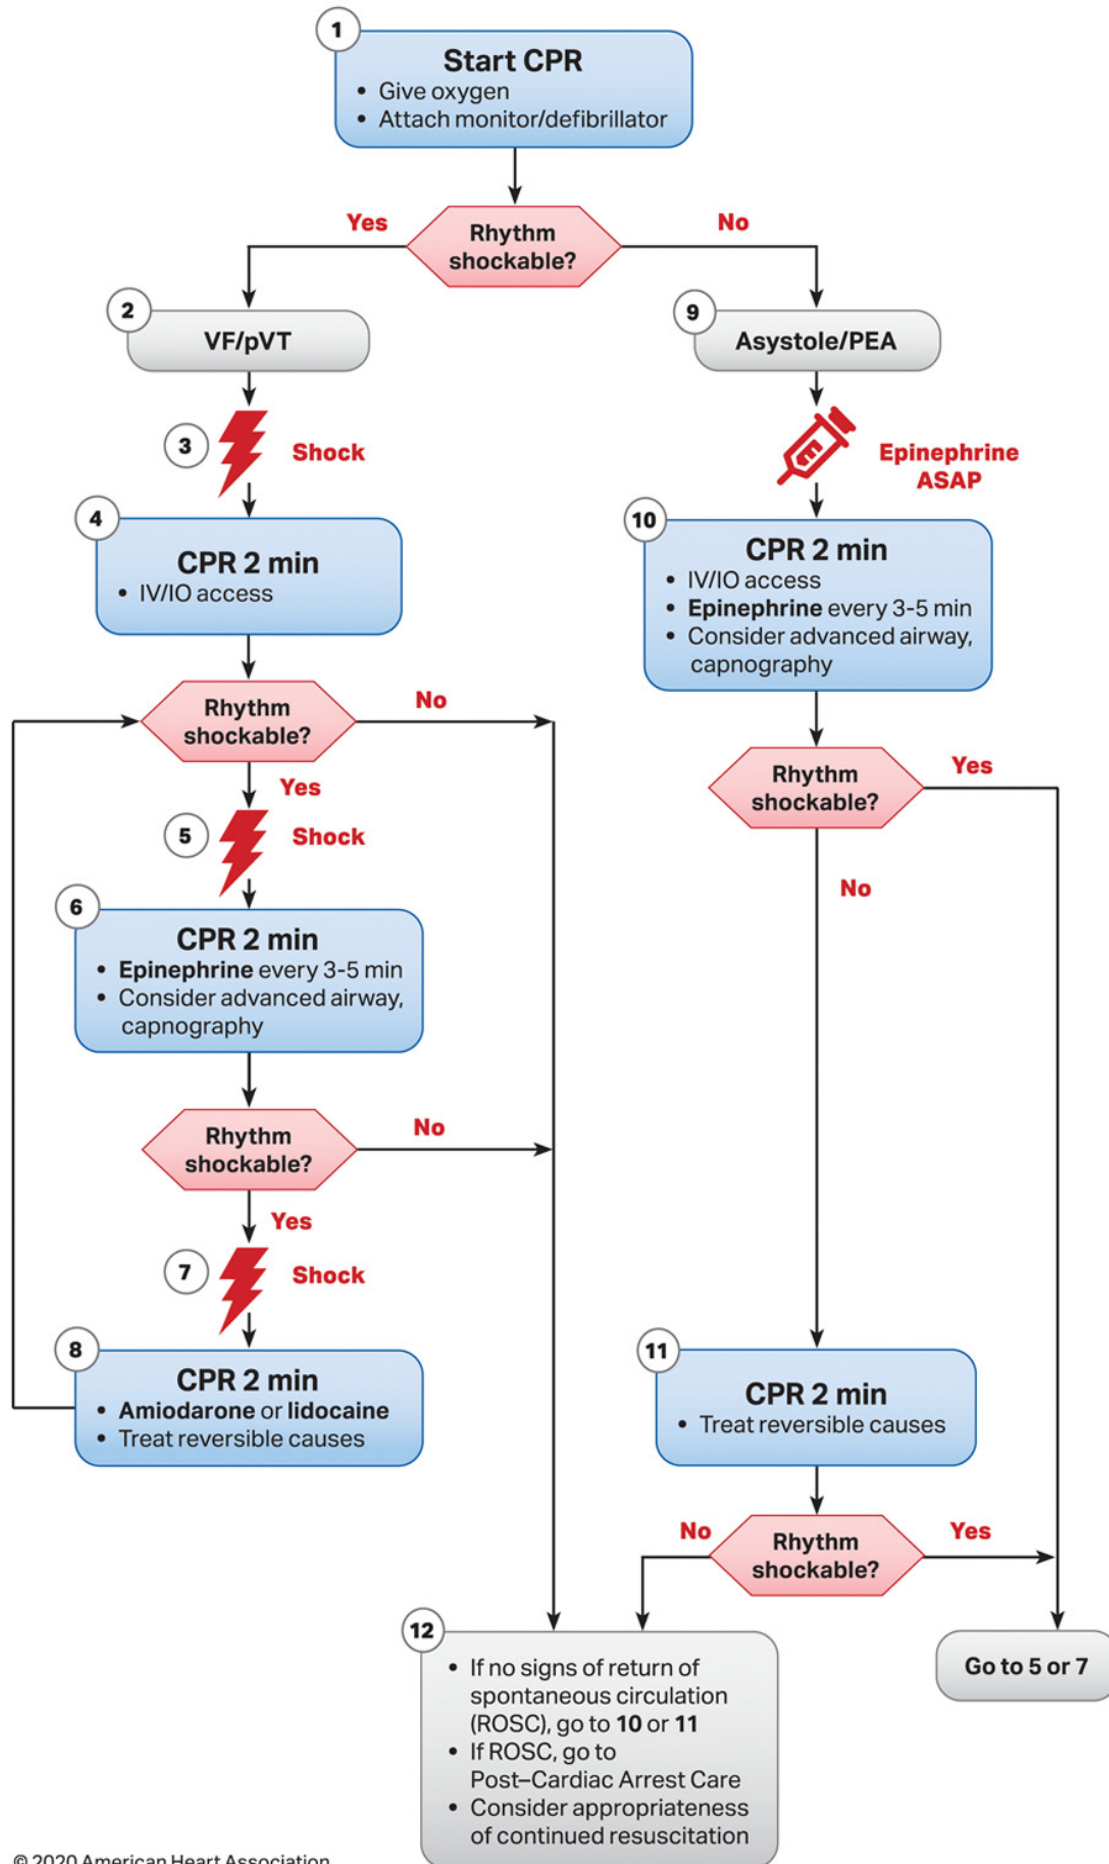 1
Start CPR
• Give oxygen
• Attach monitor/defibrillator
Rhythm
shockable?
Yes
No
2
VF/pVT
3
Shock
4
CPR 2 min
• IV/IO access
Rhythm
shockable?
No
Yes
5
Shock
6
CPR 2 min
• Epinephrine every 3-5 min
• Consider advanced airway,
capnography
Rhythm
shockable?
No
Yes
7
Shock
8
CPR 2 min
• Amiodarone or lidocaine
• Treat reversible causes
9
Asystole/PEA
Epinephrine
ASAP
10
CPR 2 min
• IV/IO access
• Epinephrine every 3-5 min
• Consider advanced airway,
capnography
Rhythm
shockable?
Yes
No
11
CPR 2 min
• Treat reversible causes
Rhythm
shockable?
No
Yes
12
• If no signs of return of
spontaneous circulation
(ROSC), go to 10 or 11
• If ROSC, go to
Post–Cardiac Arrest Care
• Consider appropriateness
of continued resuscitation
Go to 5 or 7
© 2020 American Heart Association